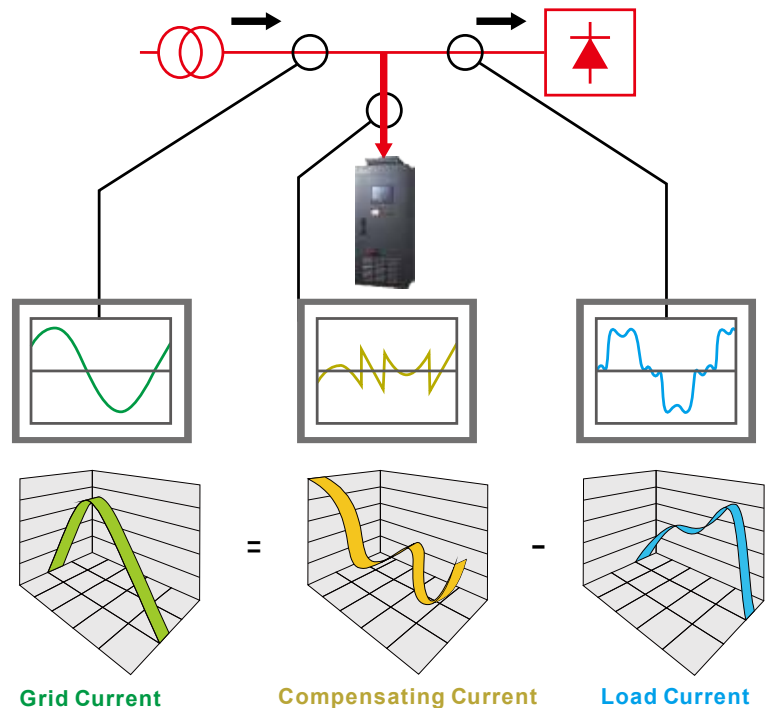 =
-
Grid Current
Compensating Current
Load Current